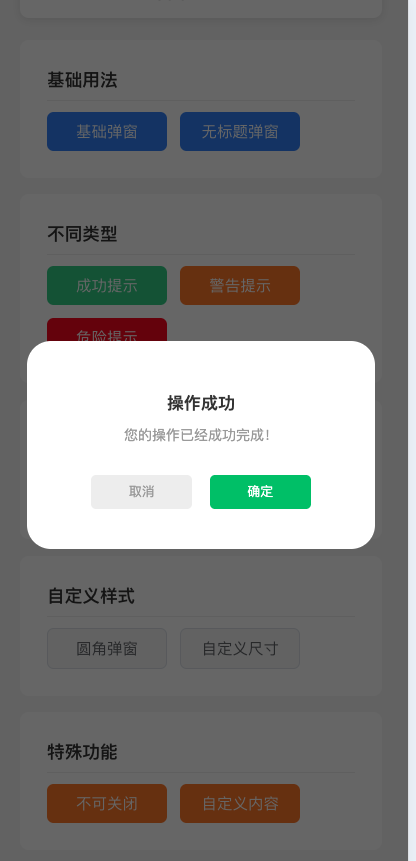 基础用法
基础弹窗 无标题弹窗
不同类型
成功提示 警告提示
危险提示
操作成功
您的操作已经成功完成！
取消 确定
自定义样式
圆角弹窗 自定义尺寸
特殊功能
不可关闭 自定义内容